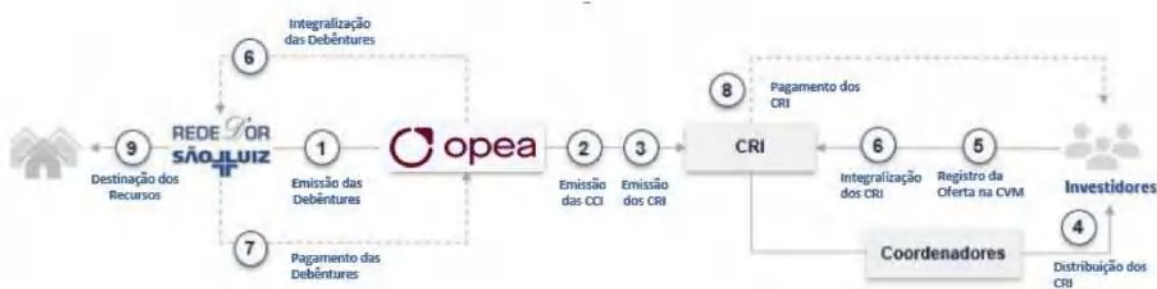 Integralização
das Debêntures
6
8
Pagamento dos
CRI
REDE D'OR
SÃO LUIZ
opea
CRI
9
1
2
3
6
5
Destinação dos
Recursos
Emissão das
Debêntures
Emissão
das CCI
Emissão
dos CRI
Integralização
dos CRI
Registro da
Oferta na CVM
Investidores
7
Pagamento das
Debêntures
Coordenadores
4
Distribuição dos
CRI